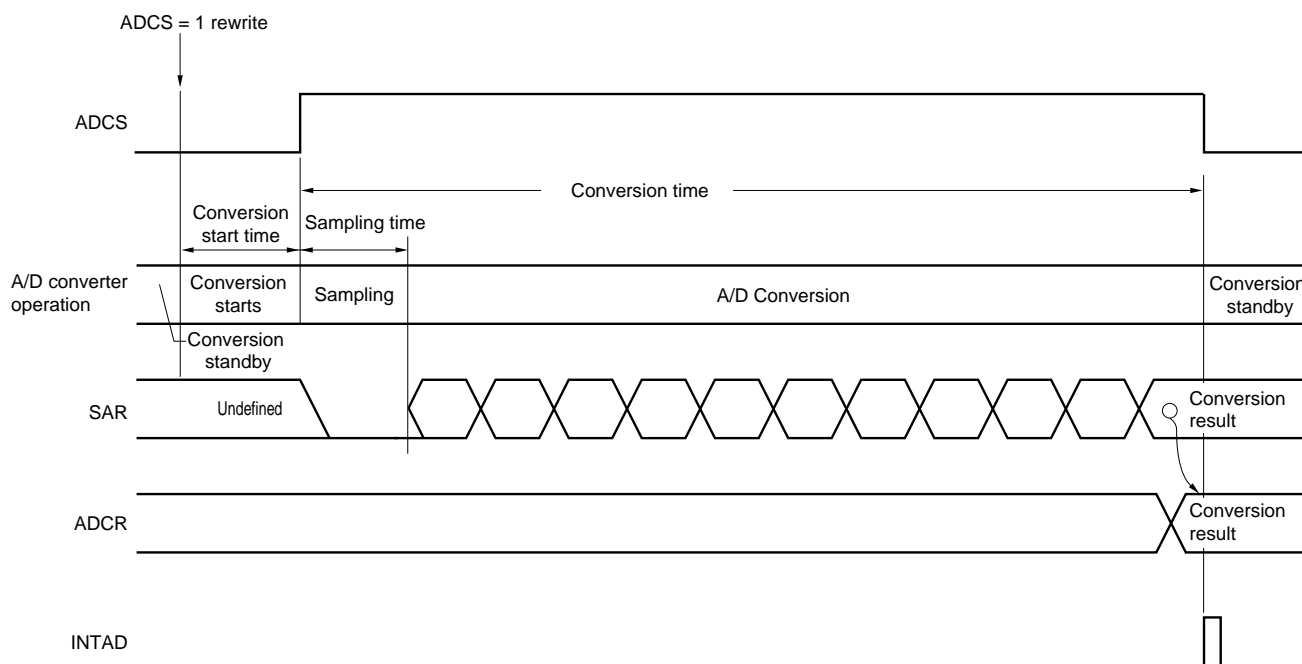 ADCS = 1 rewrite
ADCS
Conversion time
Conversion
start time
Sampling time
A/D converter
operation
Conversion
starts
Sampling
A/D Conversion
Conversion
standby
Conversion
standby
SAR
Undefined
Conversion
result
ADCR
Conversion
result
INTAD